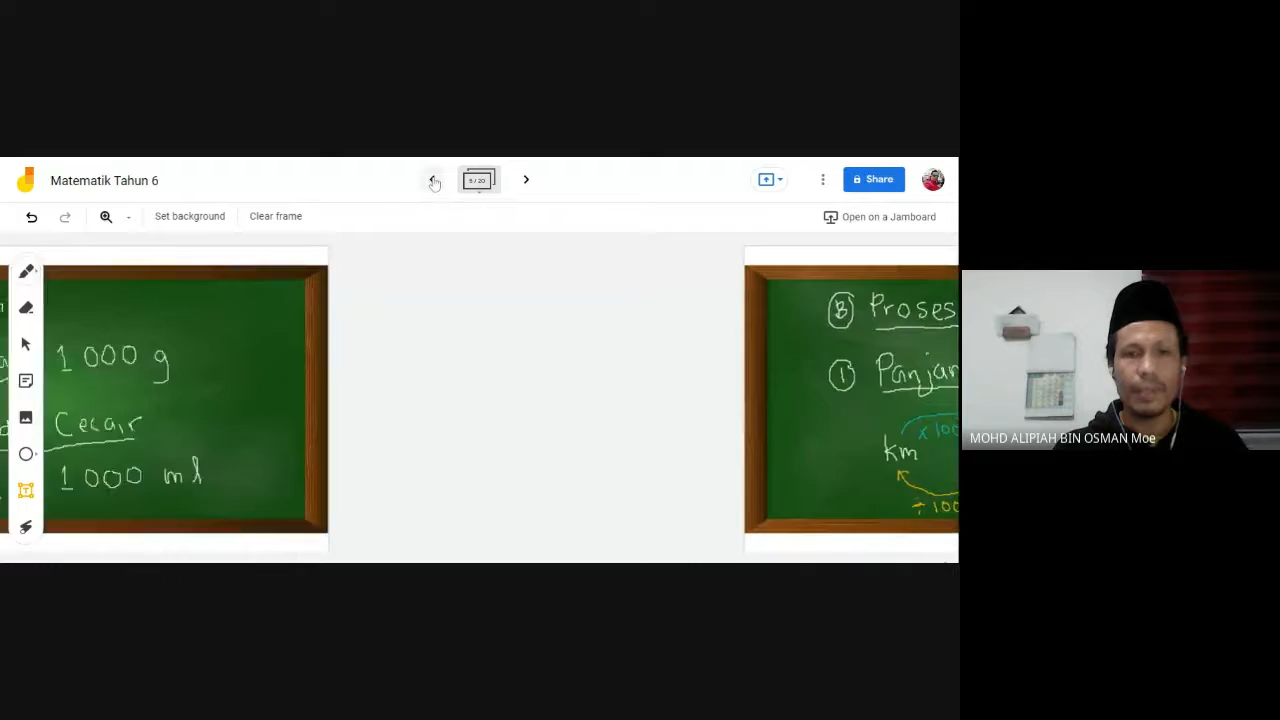 Matematik Tahun 6
Share
Set background
Clear frame
Open on a Jamboard
1 000 g
Cecair
1 000 ml
B Proses
1
km
MOHD ALIPIAH BIN OSMAN Moe